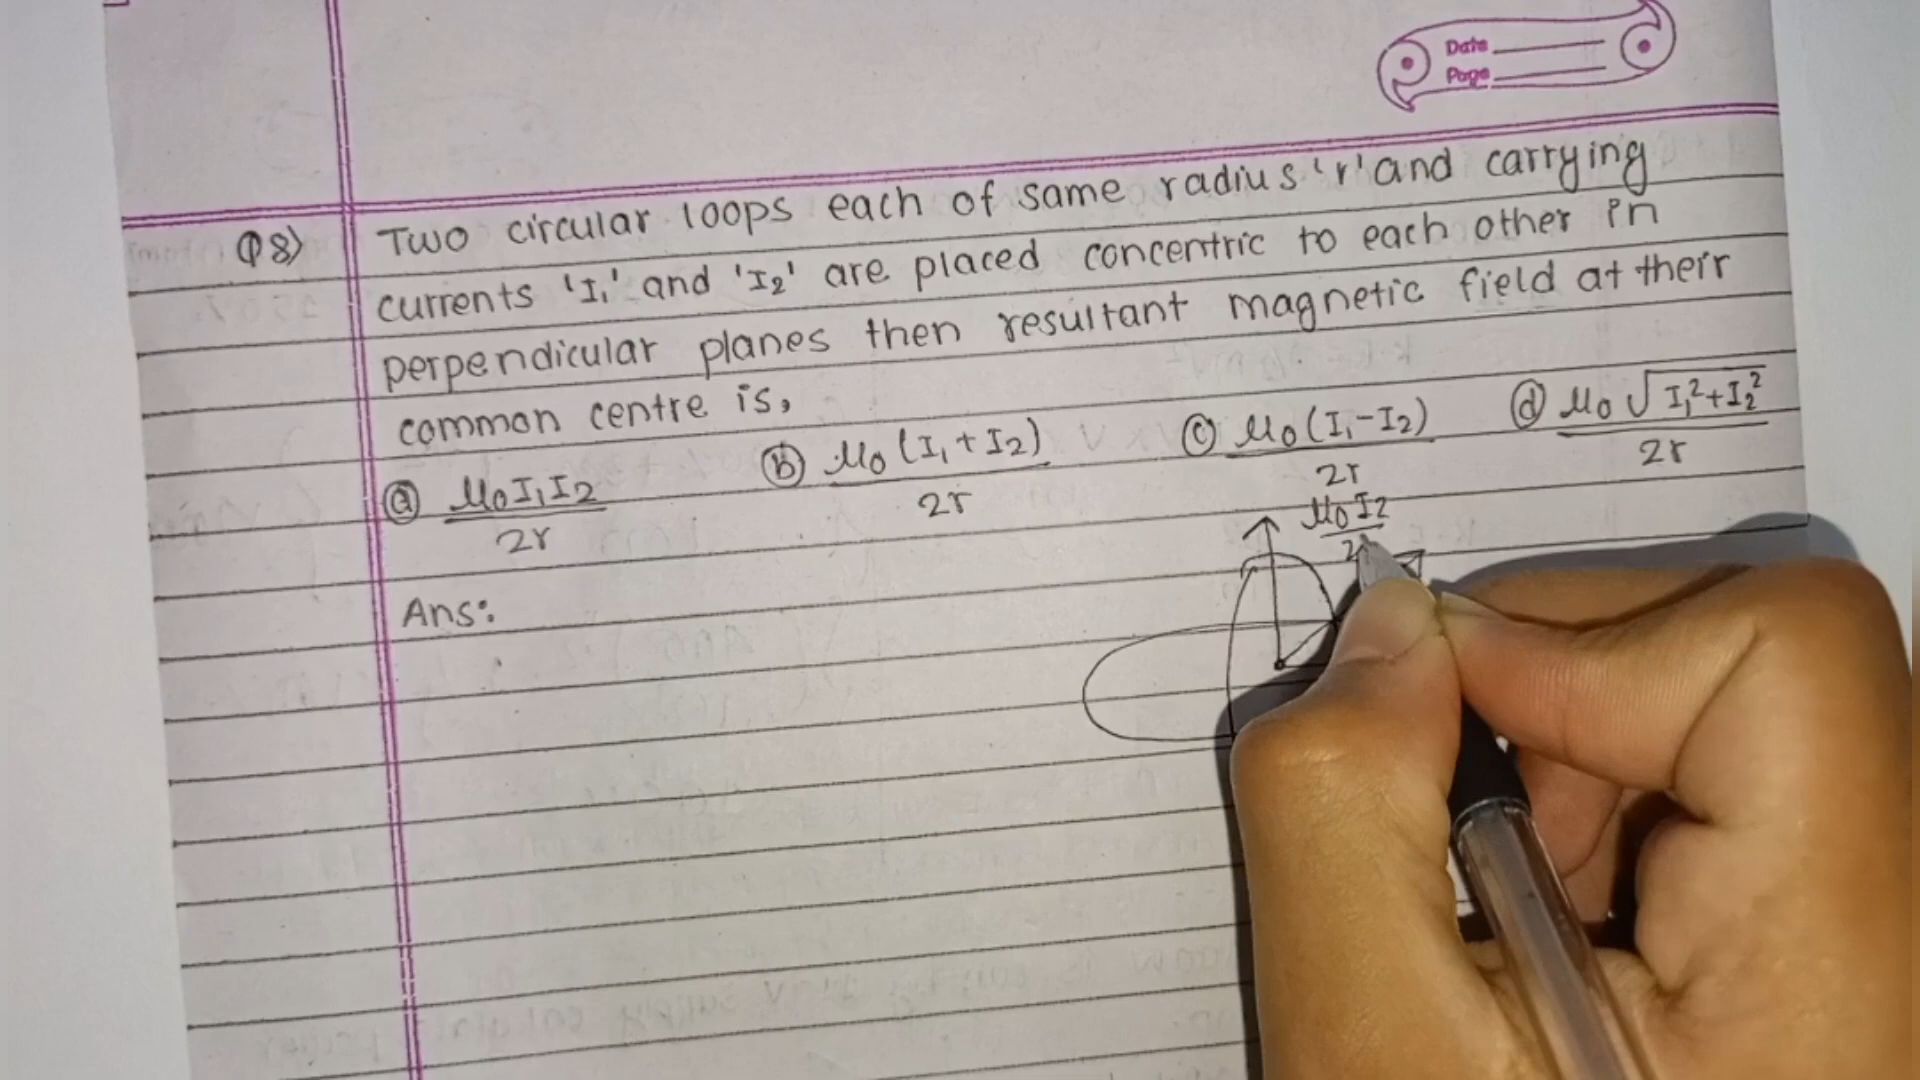 Date
Page
Q8) Two circular loops each of same radius 'r' and carrying
currents 'I₁' and 'I₂' are placed concentric to each other in
perpendicular planes then resultant magnetic field at their
common centre is,
ⓐ μ₀I₁I₂/2r ⓑ μ₀(I₁+I₂)/2r ⓒ μ₀(I₁-I₂)/2r ⓓ μ₀√(I₁²+I₂²)/2r
μ₀I₂/2
Ans: